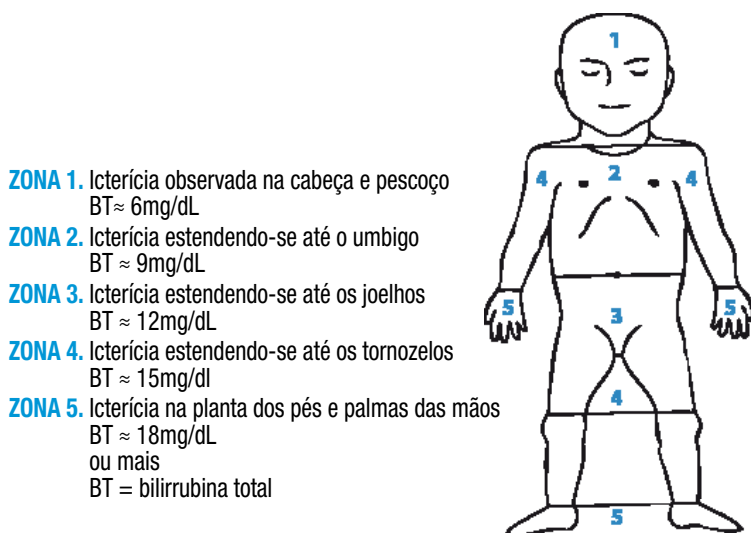 ZONA 1. Icterícia observada na cabeça e pescoço
BT≈ 6mg/dL
ZONA 2. Icterícia estendendo-se até o umbigo
BT ≈ 9mg/dL
ZONA 3. Icterícia estendendo-se até os joelhos
BT ≈ 12mg/dL
ZONA 4. Icterícia estendendo-se até os tornozelos
BT ≈ 15mg/dl
ZONA 5. Icterícia na planta dos pés e palmas das mãos
BT ≈ 18mg/dL
ou mais
BT = bilirrubina total
1
4 2 4
5 5
3
4
5